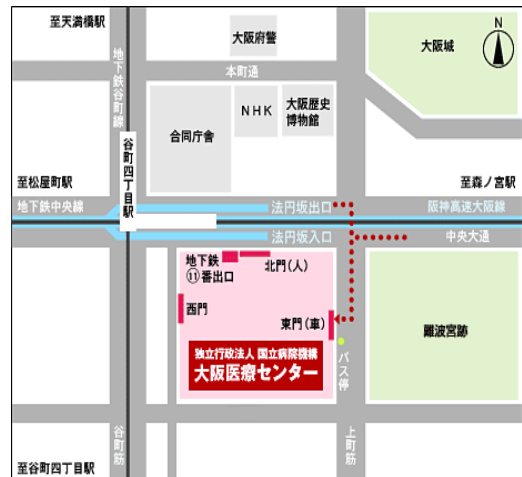 至天満橋駅
地下鉄谷町線
大阪府警
大阪城
N
本町通
NHK
大阪歴史
博物館
合同庁舎
谷町四丁目駅
至松屋町駅
至森ノ宮駅
地下鉄中央線
法円坂出口
阪神高速大阪線
法円坂入口
中央大通
地下鉄
⑪番出口
北門(人)
西門
東門(車)
難波宮跡
独立行政法人 国立病院機構
大阪医療センター
バス停
谷町筋
上町筋
至谷町四丁目駅